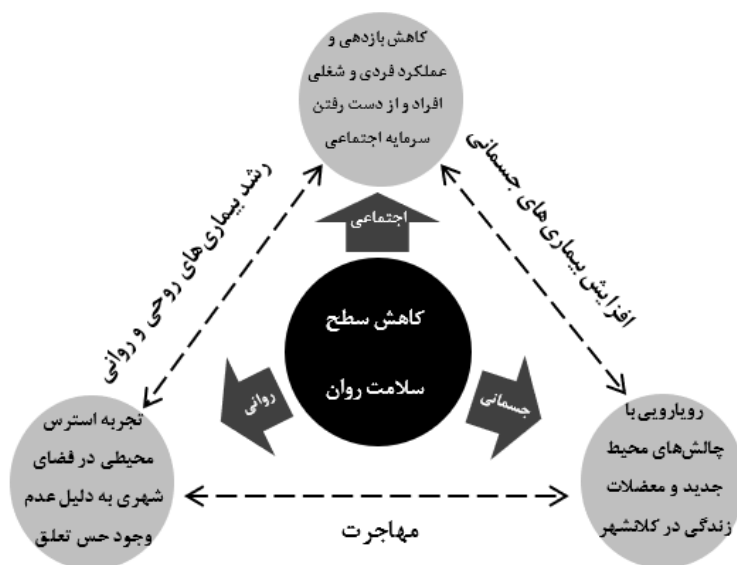 کاهش بازدهی و
عملکرد فردی و شغلی
افراد و از دست رفتن
سرمایه اجتماعی
رشد بیماری‌های روحی و روانی
افزایش بیماری‌های جسمانی
اجتماعی
کاهش سطح
سلامت روان
جسمانی
روانی
رویارویی با
چالش‌های محیط
جدید و معضلات
زندگی در کلانشهر
تجربه استرس
محیطی در فضای
شهری به دلیل عدم
وجود حس تعلق
مهاجرت